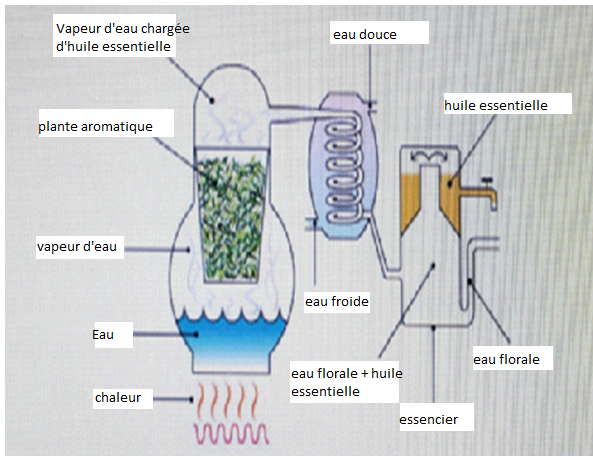 Vapeur d'eau chargée
d'huile essentielle
eau douce
huile essentielle
plante aromatique
vapeur d'eau
eau froide
Eau
eau florale
eau florale + huile
essentielle
chaleur
essencier